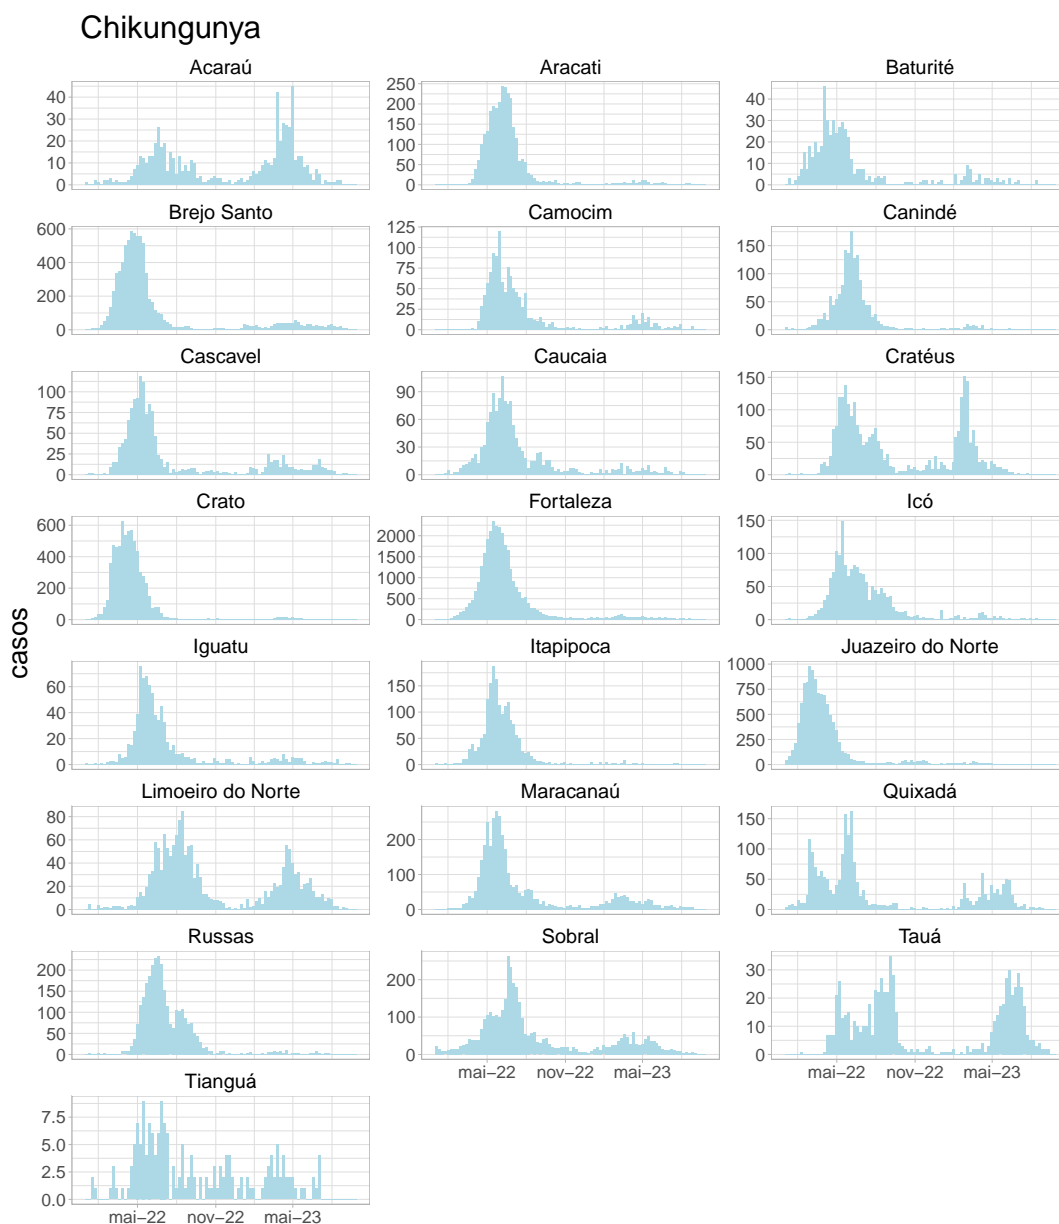 Chikungunya
Acaraú Aracati Baturité
40 30 20 10 0
250 200 150 100 50 0
40 30 20 10 0
Brejo Santo Camocim Canindé
600 400 200 0
125 100 75 50 25 0
150 100 50 0
Cascavel Caucaia Cratéus
100 75 50 25 0
90 60 30 0
150 100 50 0
Crato Fortaleza Icó
600 400 200 0
2000 1500 1000 500 0
150 100 50 0
casos
Iguatu Itapipoca Juazeiro do Norte
60 40 20 0
150 100 50 0
1000 750 500 250 0
Limoeiro do Norte Maracanaú Quixadá
80 60 40 20 0
200 100 0
150 100 50 0
Russas Sobral Tauá
200 150 100 50 0
200 100 0
30 20 10 0
mai–22 nov–22 mai–23 mai–22 nov–22 mai–23
Tianguá
7.5 5.0 2.5 0.0
mai–22 nov–22 mai–23